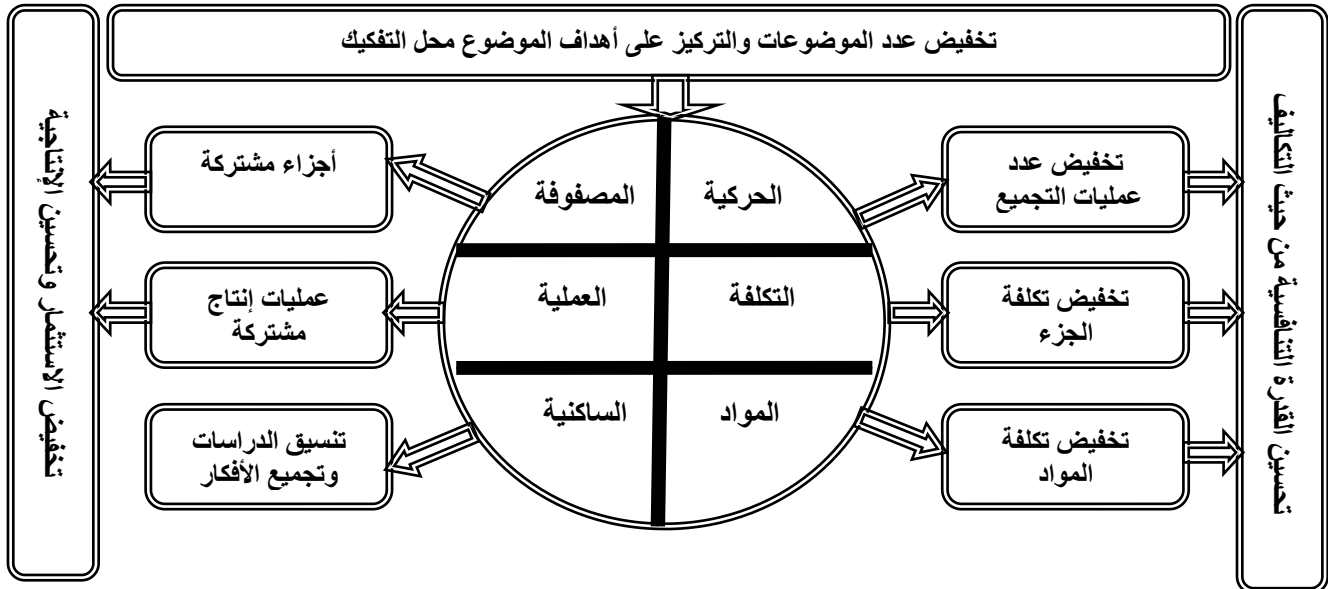 تخفيض عدد الموضوعات والتركيز على أهداف الموضوع محل التفكيك
تحسين القدرة التنافسية من حيث التكاليف
تخفيض عدد
عمليات التجميع
تخفيض تكلفة
الجزء
تخفيض تكلفة
المواد
الحركية
المصفوفة
التكلفة
العملية
المواد
الساكنية
أجزاء مشتركة
عمليات إنتاج
مشتركة
تنسيق الدراسات
وتجميع الأفكار
تخفيض الاستثمار وتحسين الإنتاجية